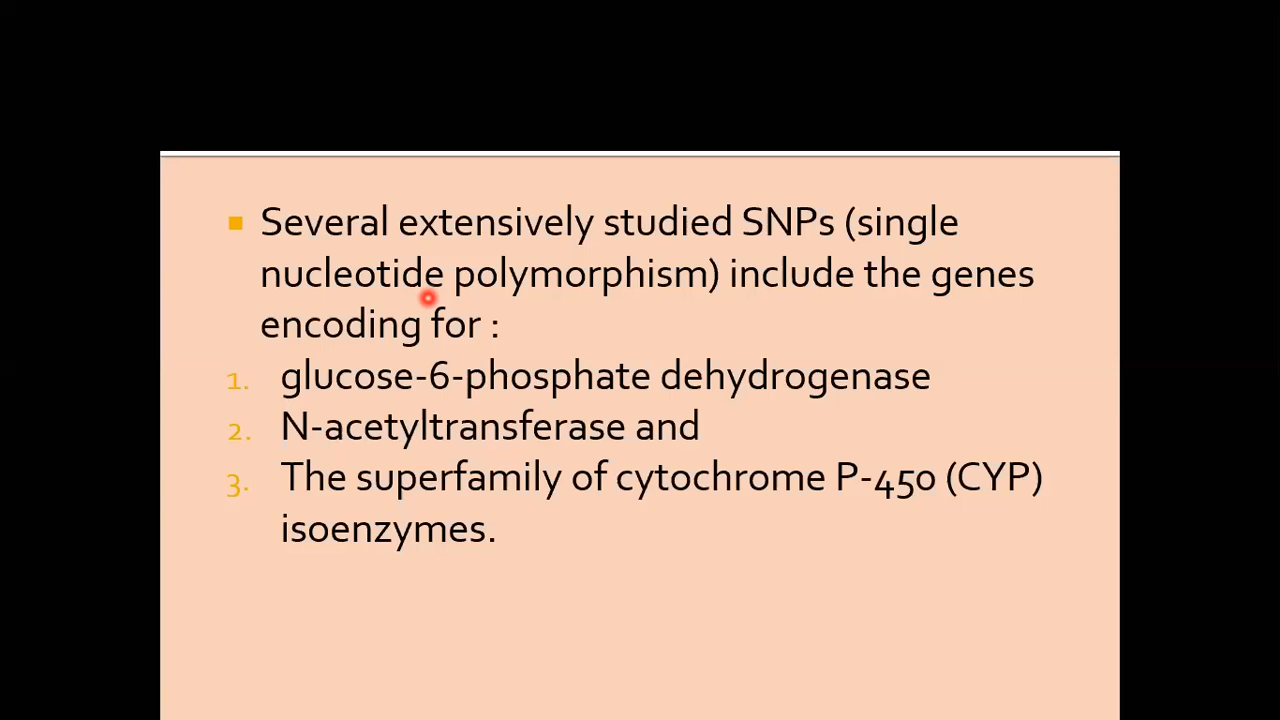 Several extensively studied SNPs (single
nucleotide polymorphism) include the genes
encoding for :
1. glucose-6-phosphate dehydrogenase
2. N-acetyltransferase and
3. The superfamily of cytochrome P-450 (CYP)
isoenzymes.